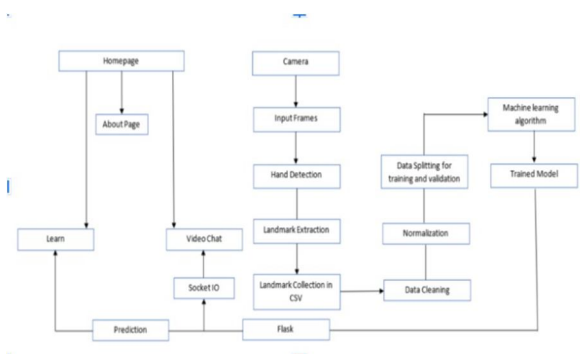 Homepage
Camera
About Page
Input Frames
Machine learning
algorithm
Hand Detection
Data Splitting for
training and validation
Trained Model
Learn
Video Chat
Landmark Extraction
Normalization
Socket IO
Landmark Collection in
CSV
Data Cleaning
Prediction
Flask